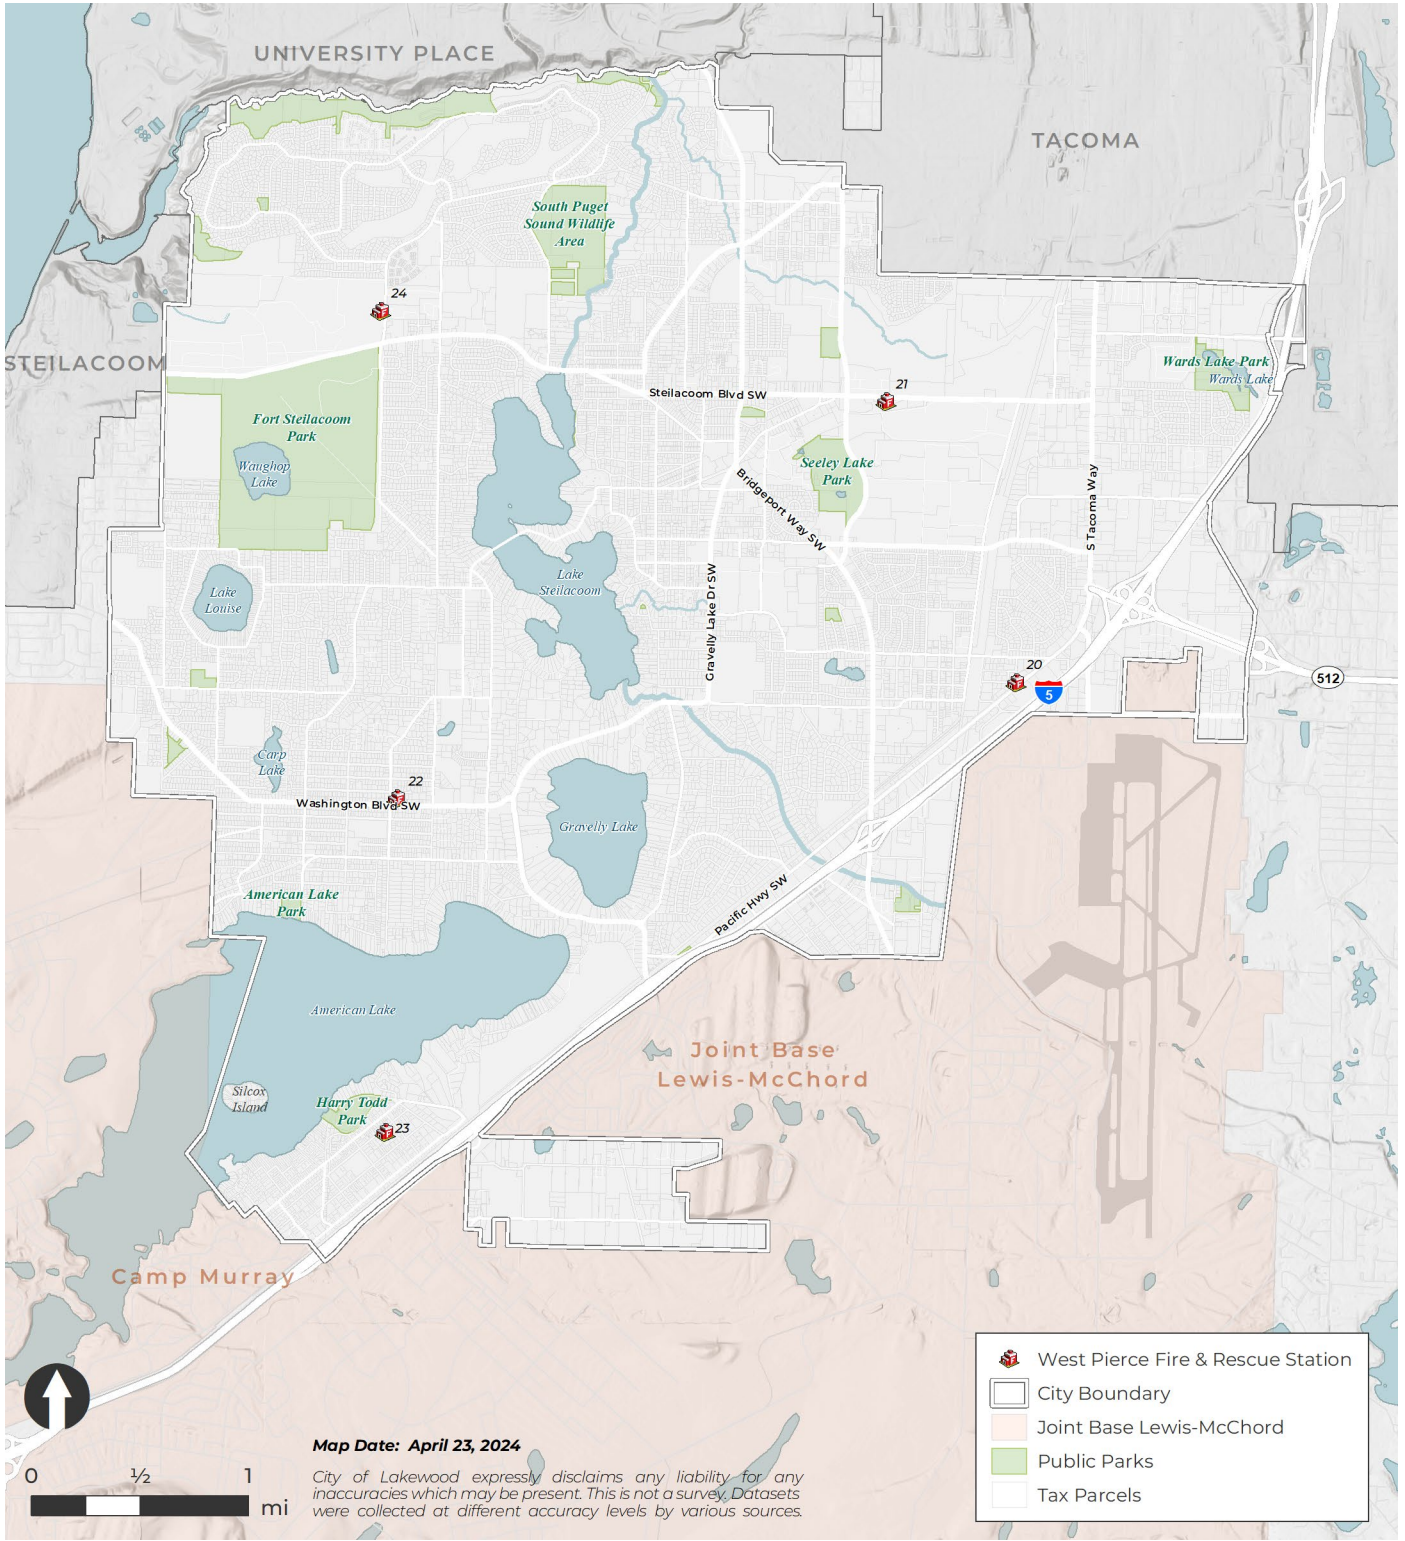 UNIVERSITY PLACE
TACOMA
South Puget
Sound Wildlife
Area
24
STEILACOOM
Wards Lake Park
Wards Lake
21
Steilacoom Blvd SW
Fort Steilacoom
Park
Waughop
Lake
Seeley Lake
Park
Bridgeport Way SW
S Tacoma Way
Lake
Louise
Lake
Steilacoom
Gravelly Lake Dr SW
20
5
512
Carp
Lake
22
Washington Blvd SW
Gravelly Lake
American Lake
Park
Pacific Hwy SW
American Lake
Joint Base
Lewis-McChord
Silcox
Island
Harry Todd
Park
23
Camp Murray
West Pierce Fire & Rescue Station
City Boundary
Joint Base Lewis-McChord
Public Parks
Tax Parcels
Map Date: April 23, 2024
0 ½ 1
mi
City of Lakewood expressly disclaims any liability for any
inaccuracies which may be present. This is not a survey. Datasets
were collected at different accuracy levels by various sources.